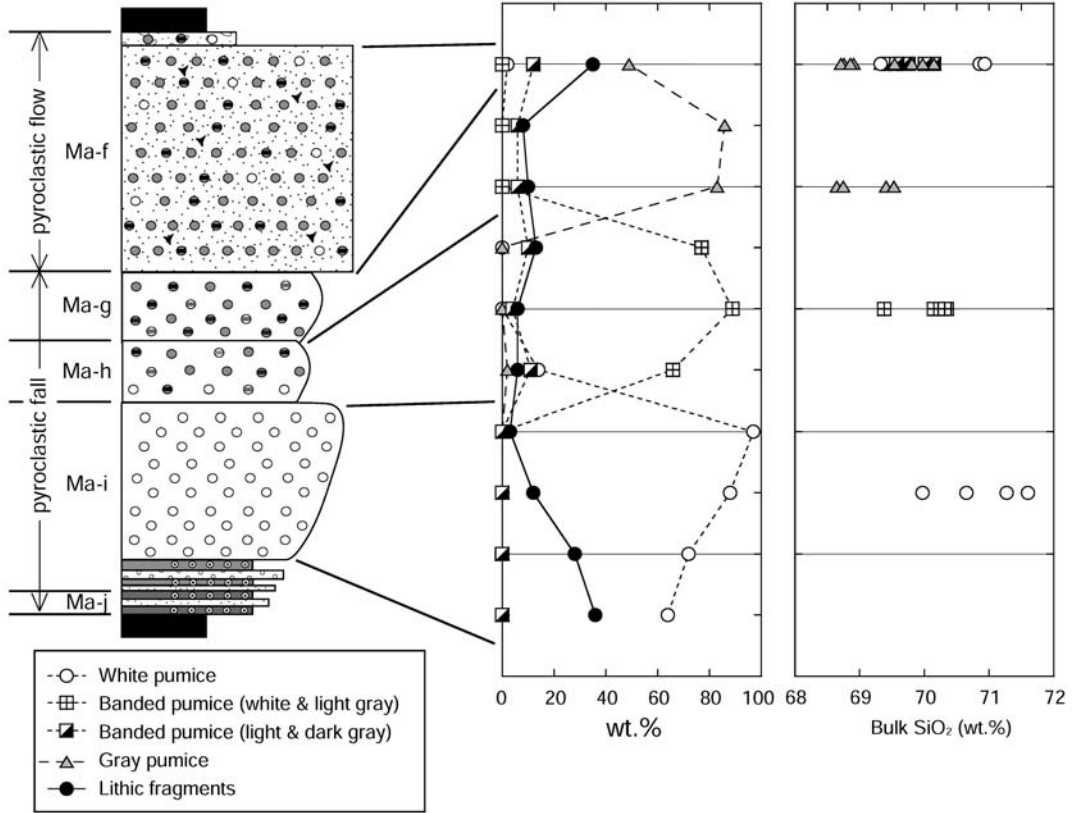 pyroclastic flow
pyroclastic fall
Ma-f
Ma-g
Ma-h
Ma-i
Ma-j
White pumice
Banded pumice (white & light gray)
Banded pumice (light & dark gray)
Gray pumice
Lithic fragments
0 20 40 60 80 100
wt.%
68 69 70 71 72
Bulk SiO₂ (wt.%)